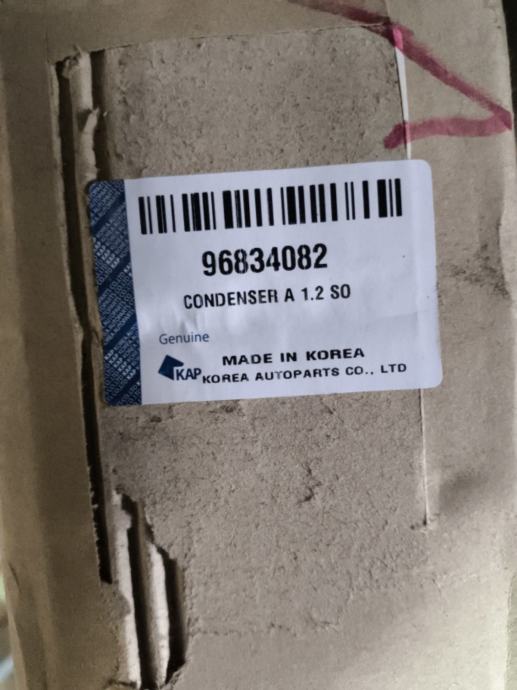 96834082
CONDENSER A 1.2 SO
Genuine
MADE IN KOREA
KAP KOREA AUTOPARTS CO., LTD